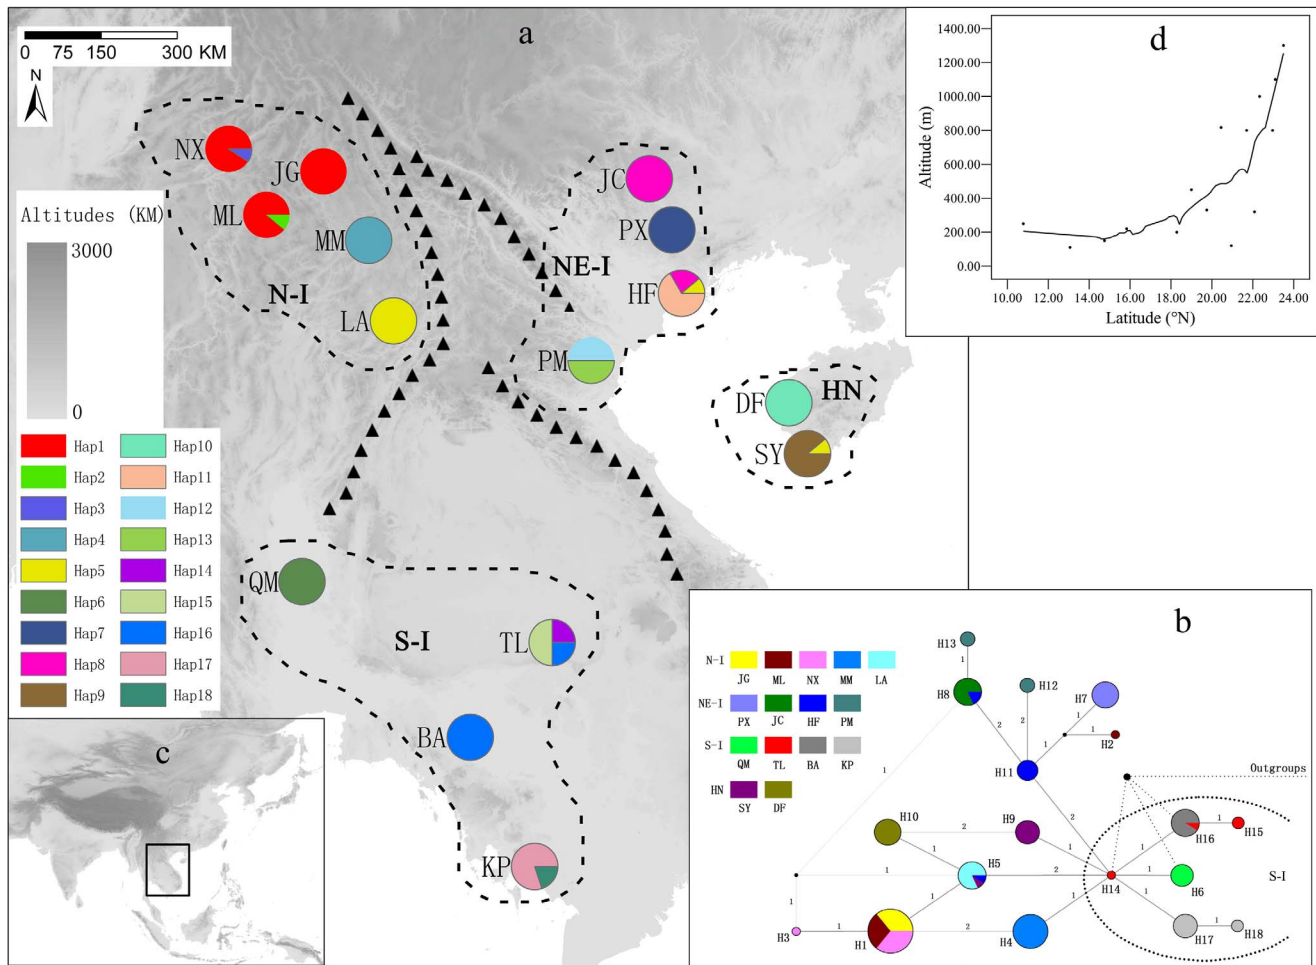 a
0 75 150 300 KM
N
NX
JG
ML
MM
N-I
LA
JC
PX
NE-I
HF
PM
DF
HN
SY
QM
S-I
TL
BA
KP
Altitudes (KM)
3000
0
Hap1 Hap10
Hap2 Hap11
Hap3 Hap12
Hap4 Hap13
Hap5 Hap14
Hap6 Hap15
Hap7 Hap16
Hap8 Hap17
Hap9 Hap18
c
d
Altitude (m)
1400.00
1200.00
1000.00
800.00
600.00
400.00
200.00
00.00
10.00 12.00 14.00 16.00 18.00 20.00 22.00 24.00
Latitude (°N)
b
N-I
JG ML NX MM LA
NE-I
PX JC HF PM
S-I
QM TL BA KP
HN
SY DF
H13
1
H8
H12
H7
2
2
1
1
H2
1
H11
1
Outgroups
2
H10
2
H9
H16
1
H15
1
1
1
H5
2
H14
1
H6
S-I
1
1
1
1
1
H3
1
H1
2
H4
H17
1
H18